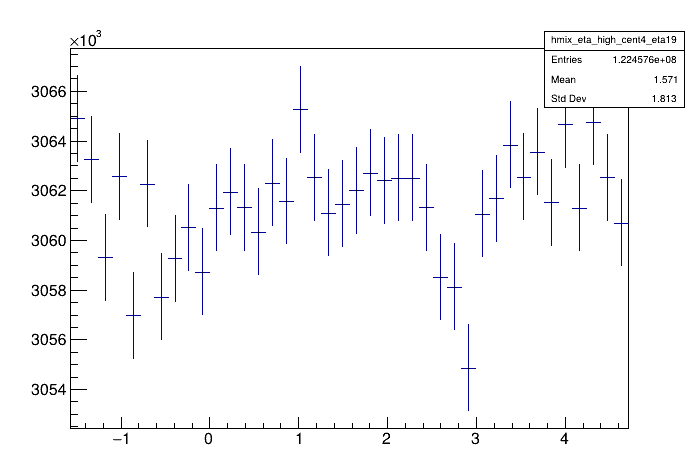 ×10³
hmix_eta_high_cent4_eta19
Entries 1.224576e+08
Mean 1.571
Std Dev 1.813
3066
3064
3062
3060
3058
3056
3054
−1 0 1 2 3 4